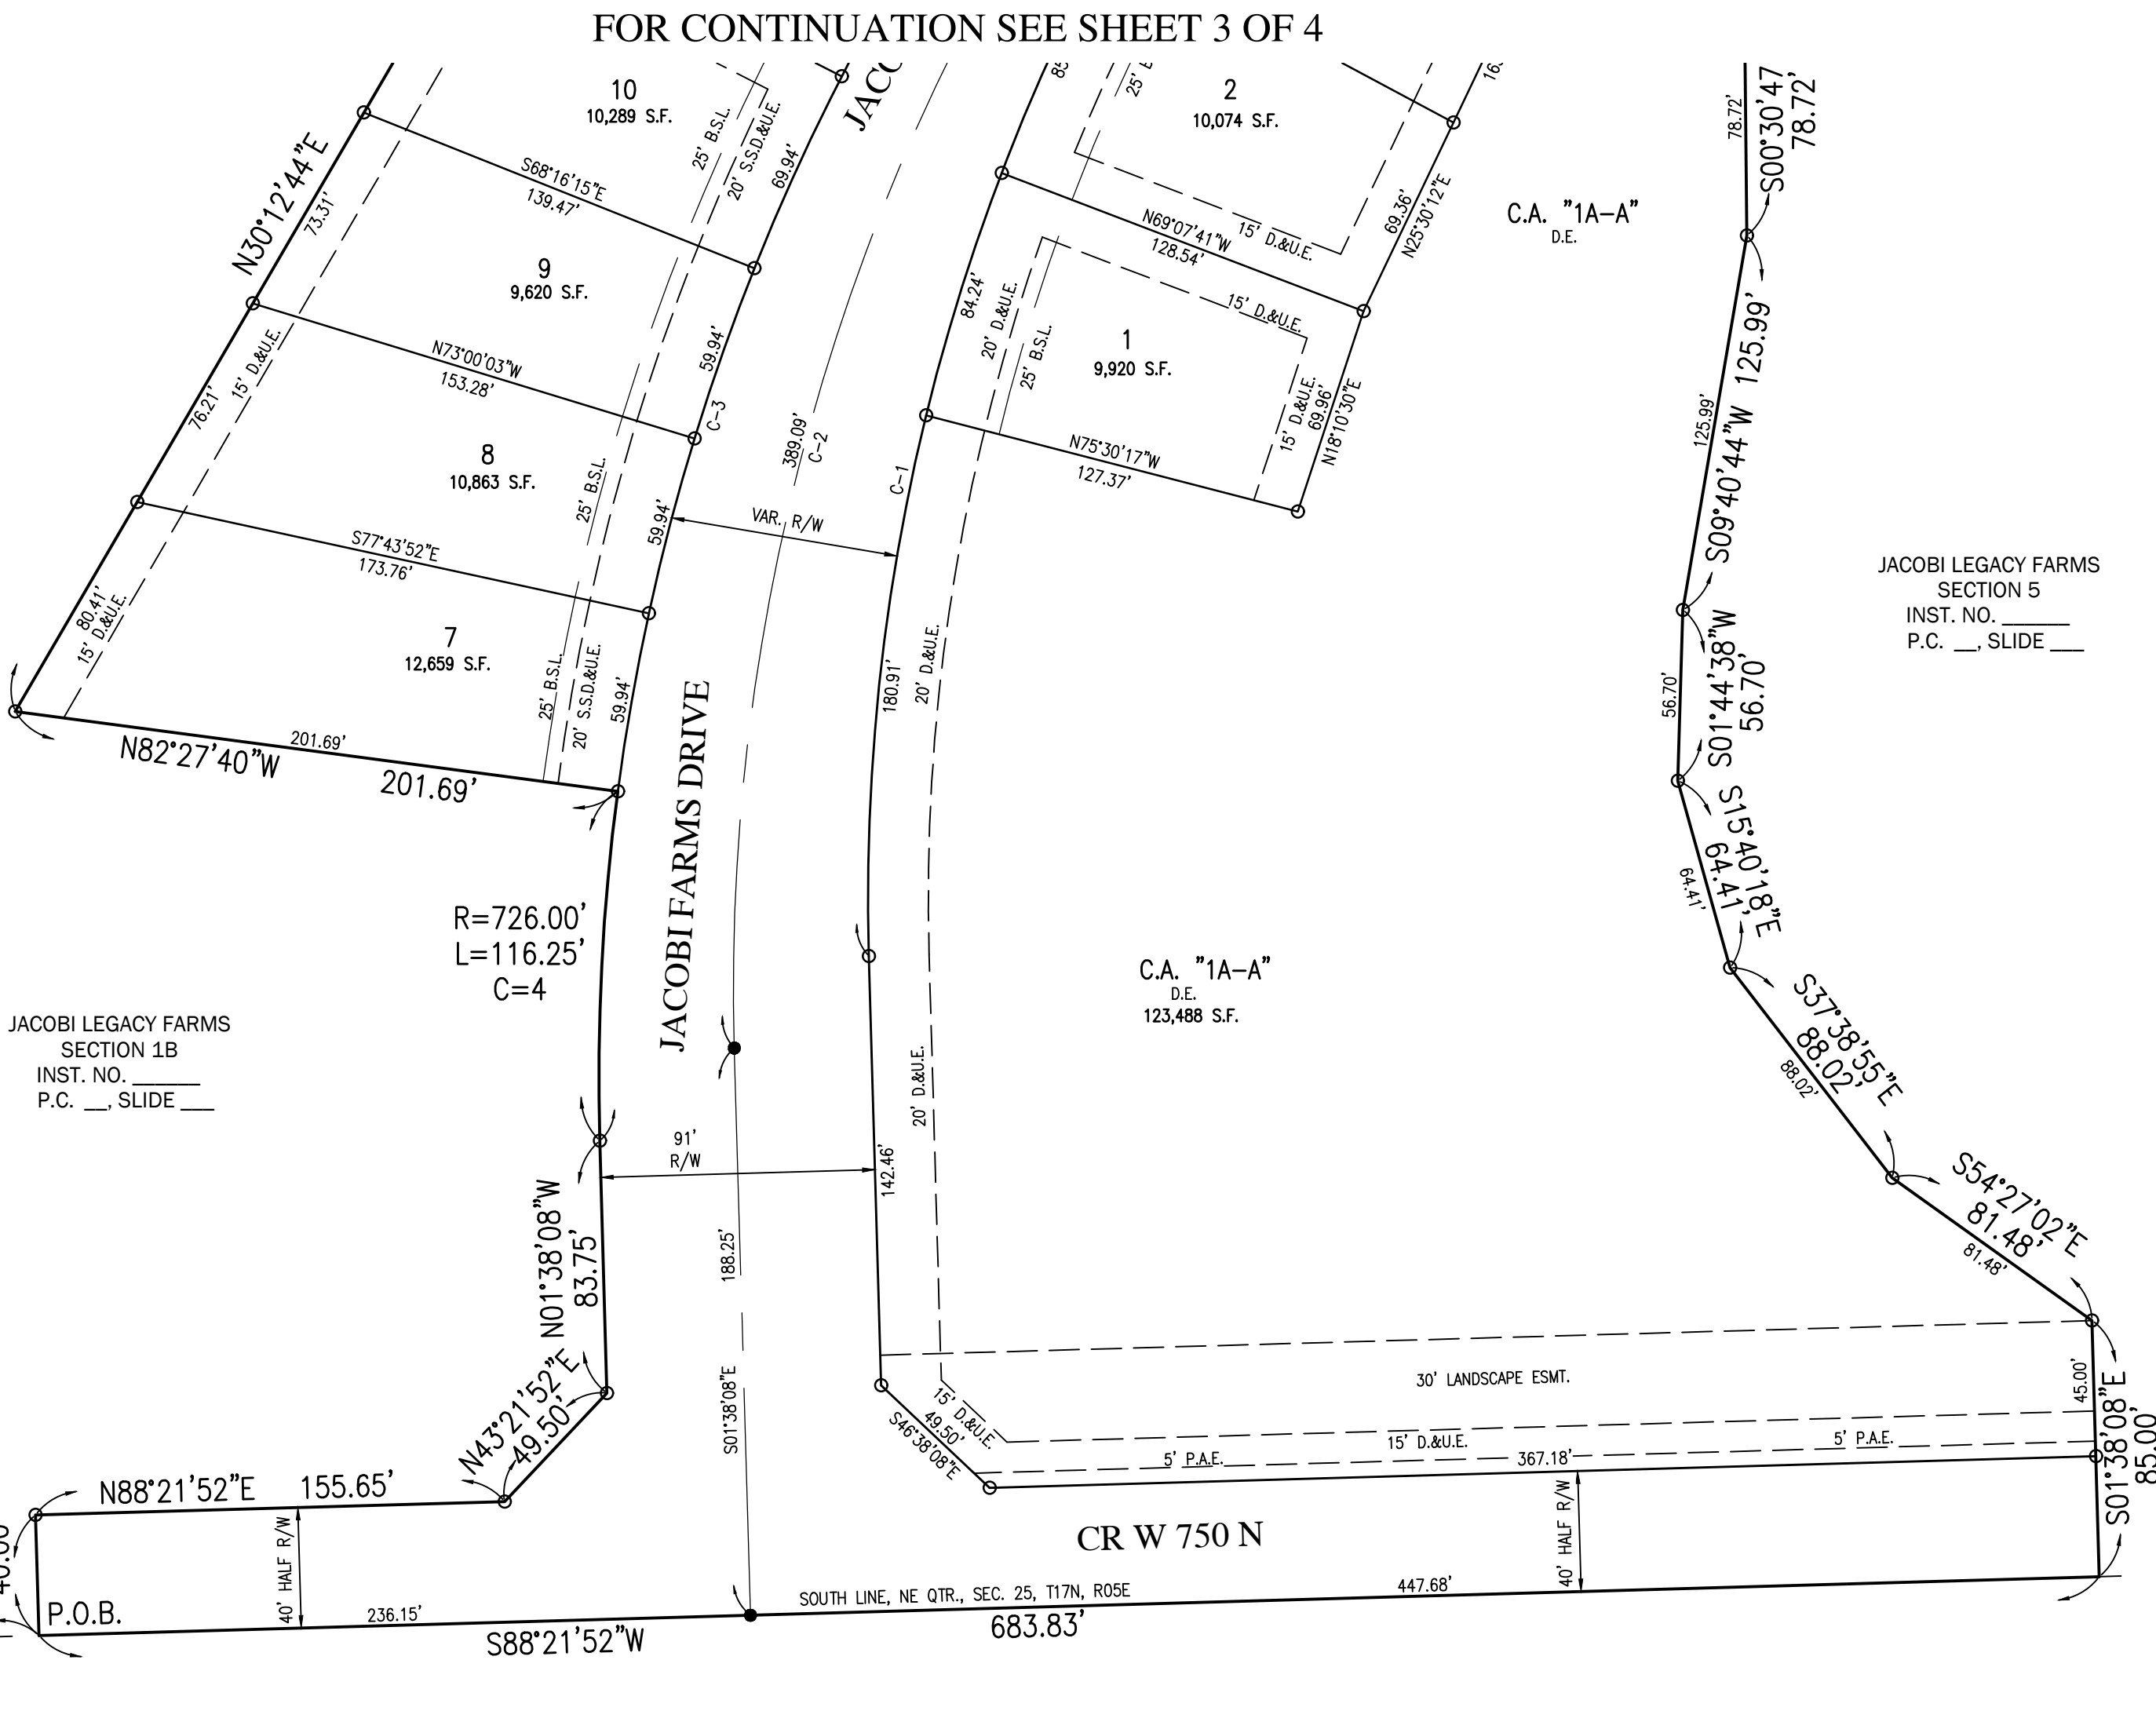 FOR CONTINUATION SEE SHEET 3 OF 4
10
10,289 S.F.
25' B.S.L.
20' S.S.D.&U.E.
69.94'
25' E
2
10,074 S.F.
78.72'
S00°30'47
78.72'
N30°12'44"E
73.31'
S68°16'15"E
139.47'
N69°07'41"W
128.54'
15' D.&U.E.
69.36'
N25°30'12"E
C.A. "1A-A"
D.E.
9
9,620 S.F.
59.94'
84.24'
20' D.&U.E.
25' B.S.L.
15' D.&U.E.
1
9,920 S.F.
15' D.&U.E.
69.96'
N18°10'30"E
125.99'
S09°40'44"W 125.99'
76.21'
15' D.&U.E.
N73°00'03"W
153.28'
C-3
389.09'
C-2
C-1
N75°30'17"W
127.37'
8
10,863 S.F.
25' B.S.L.
59.94'
VAR. R/W
S77°43'52"E
173.76'
JACOBI LEGACY FARMS
SECTION 5
INST. NO. ______
P.C. __, SLIDE ___
80.41'
15' D.&U.E.
7
12,659 S.F.
25' B.S.L.
20' S.S.D.&U.E.
59.94'
180.91'
20' D.&U.E.
56.70'
S01°44'38"W
56.70'
N82°27'40"W
201.69'
201.69'
JACOBI FARMS DRIVE
S15°40'18"E
64.41'
64.41'
R=726.00'
L=116.25'
C=4
C.A. "1A-A"
D.E.
123,488 S.F.
S37°38'55"E
88.02'
88.02'
JACOBI LEGACY FARMS
SECTION 1B
INST. NO. ______
P.C. __, SLIDE ___
20' D.&U.E.
91'
R/W
142.46'
N01°38'08"W
83.75'
188.25'
S54°27'02"E
81.48'
81.48'
S01°38'08"E
N43°21'52"E
49.50'
15' D.&U.E.
49.50'
S46°38'08"E
30' LANDSCAPE ESMT.
45.00'
S01°38'08"E
85.00'
15' D.&U.E.
5' P.A.E.
5' P.A.E.
367.18'
N88°21'52"E 155.65'
40' HALF R/W
CR W 750 N
40' HALF R/W
P.O.B.
236.15'
SOUTH LINE, NE QTR., SEC. 25, T17N, R05E
447.68'
S88°21'52"W
683.83'